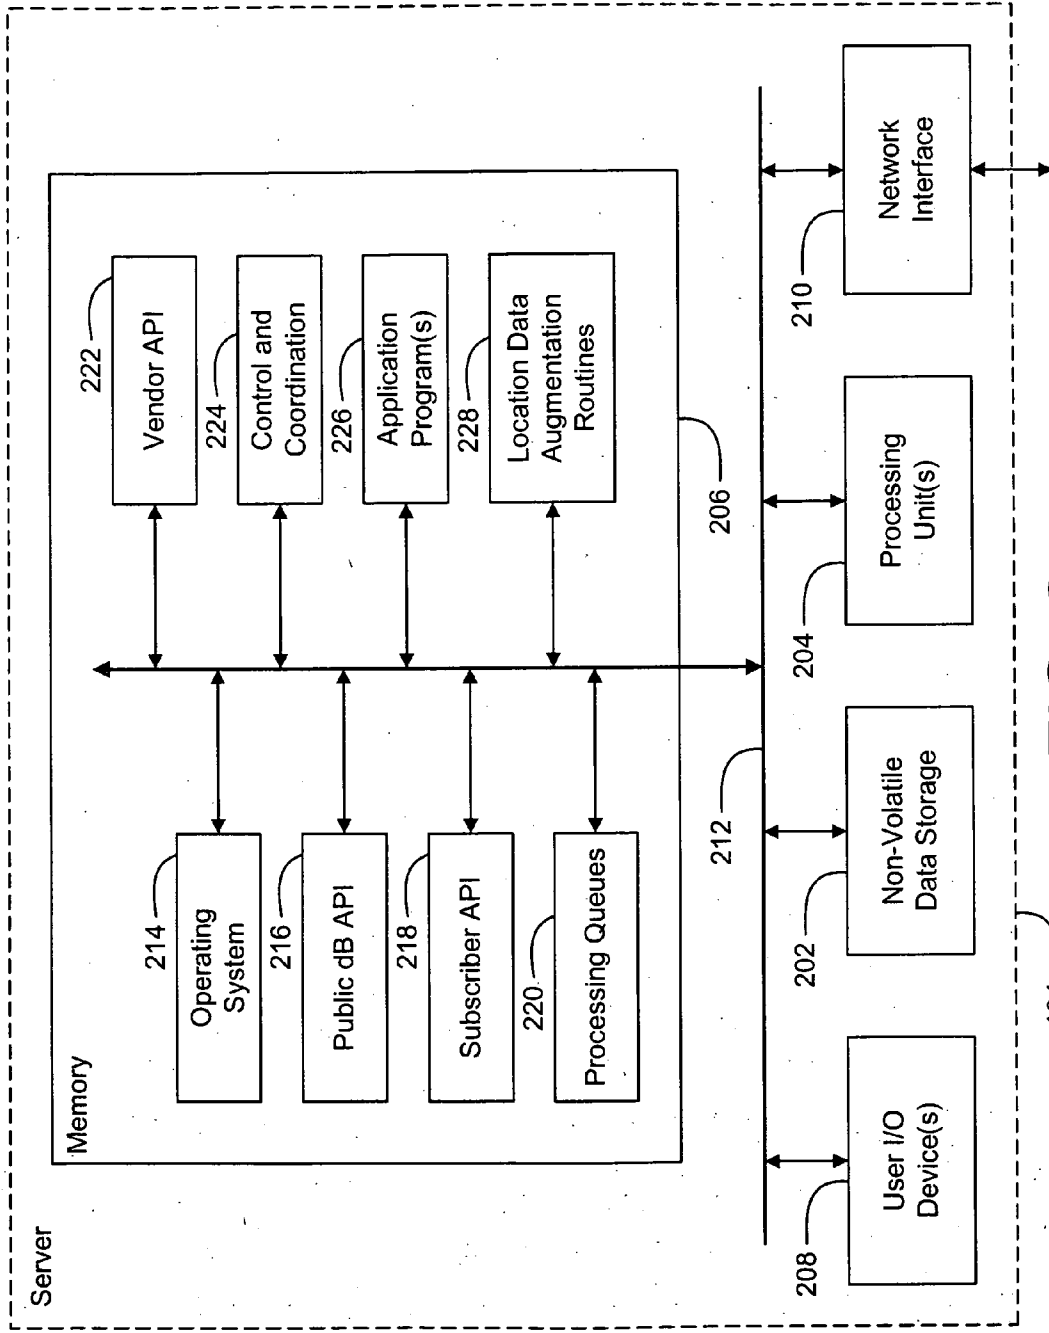 Server
Memory
214
Operating
System
216
Public dB API
218
Subscriber API
220
Processing Queues
222
Vendor API
224
Control and
Coordination
226
Application
Program(s)
228
Location Data
Augmentation
Routines
206
212
208
User I/O
Device(s)
202
Non-Volatile
Data Storage
204
Processing
Unit(s)
210
Network
Interface